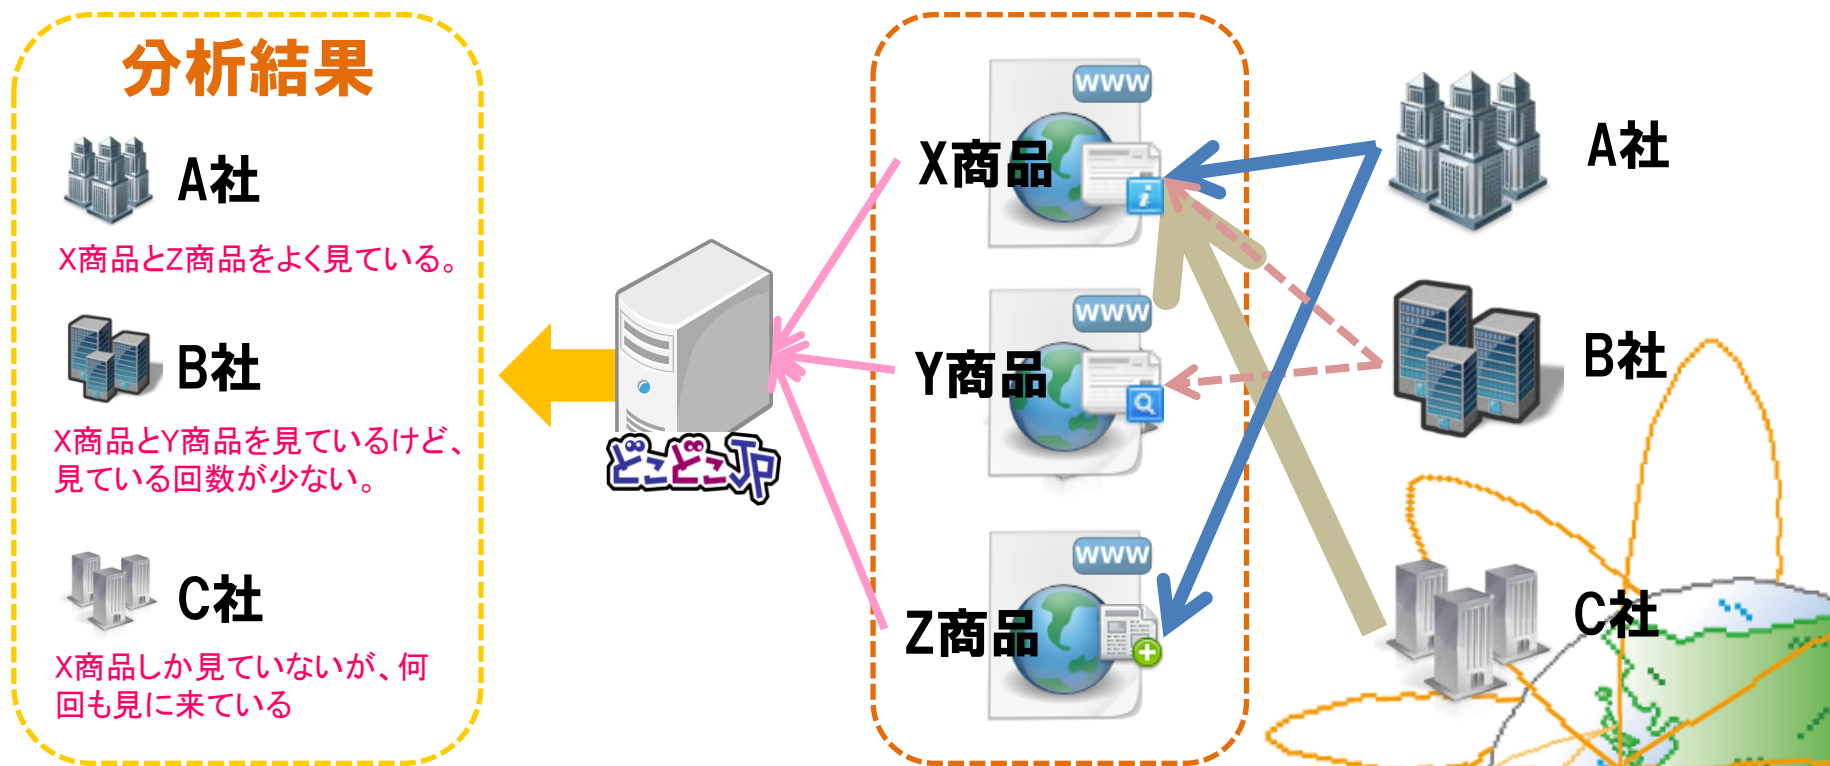 分析結果
A社
X商品とZ商品をよく見ている。
B社
X商品とY商品を見ているけど、
見ている回数が少ない。
C社
X商品しか見ていないが、何
回も見に来ている
どこどこJP
WWW
X商品
i
WWW
Y商品
WWW
Z商品
A社
B社
C社